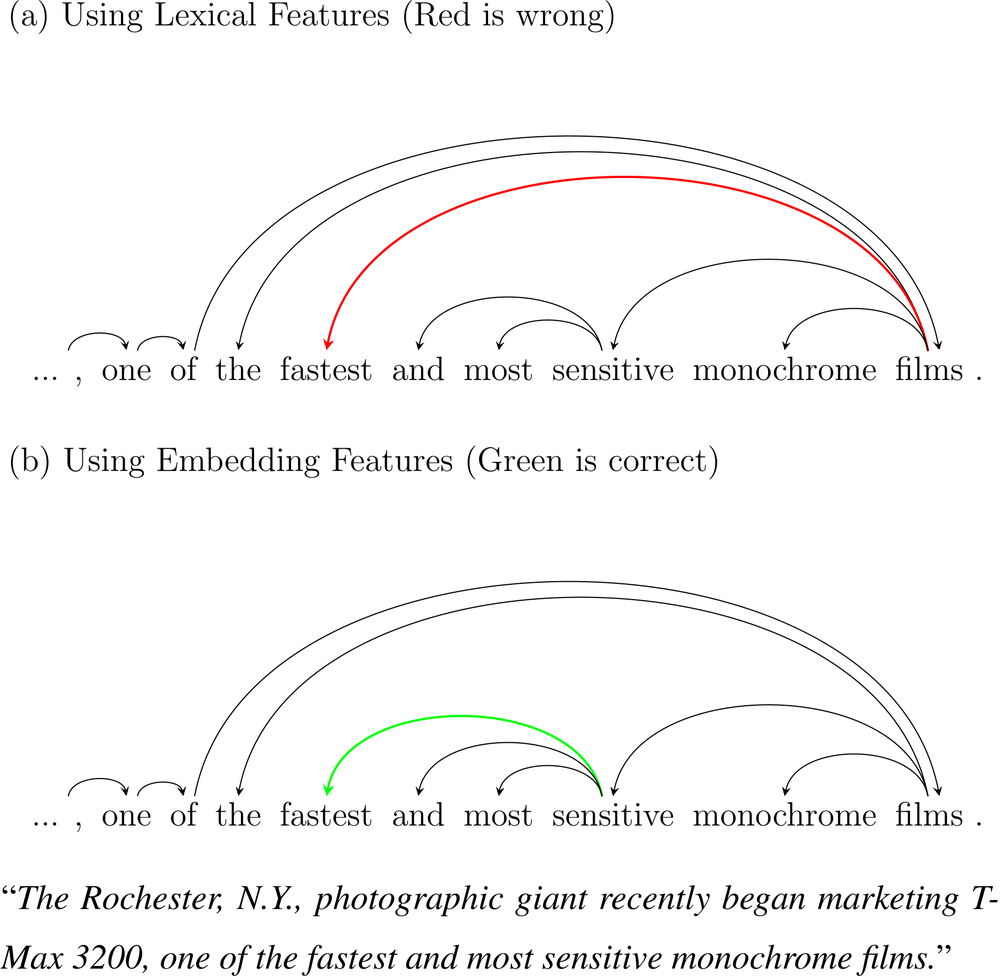 (a) Using Lexical Features (Red is wrong)
... , one of the fastest and most sensitive monochrome films .
(b) Using Embedding Features (Green is correct)
... , one of the fastest and most sensitive monochrome films .
“The Rochester, N.Y., photographic giant recently began marketing T-
Max 3200, one of the fastest and most sensitive monochrome films.”